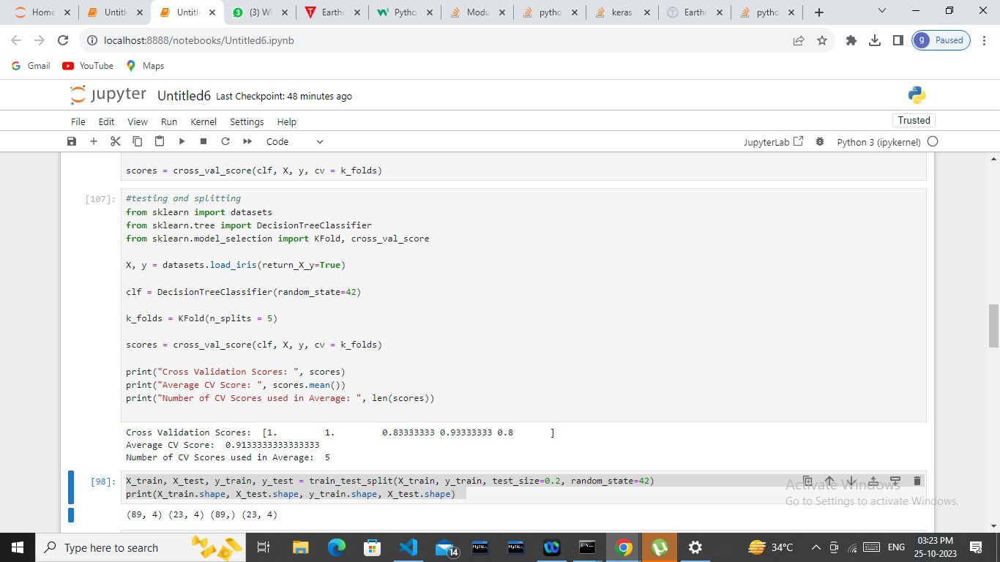 Home
Untitl
Untitl
3 (3) W
Eartho
Pytho
Modu
pytho
keras
Eartho
pytho
localhost:8888/notebooks/Untitled6.ipynb
g Paused
Gmail YouTube Maps
jupyter Untitled6 Last Checkpoint: 48 minutes ago
File Edit View Run Kernel Settings Help
Trusted
Code
JupyterLab Python 3 (ipykernel)
scores = cross_val_score(clf, X, y, cv = k_folds)
[107]: #testing and splitting
from sklearn import datasets
from sklearn.tree import DecisionTreeClassifier
from sklearn.model_selection import KFold, cross_val_score
X, y = datasets.load_iris(return_X_y=True)
clf = DecisionTreeClassifier(random_state=42)
k_folds = KFold(n_splits = 5)
scores = cross_val_score(clf, X, y, cv = k_folds)
print("Cross Validation Scores: ", scores)
print("Average CV Score: ", scores.mean())
print("Number of CV Scores used in Average: ", len(scores))
Cross Validation Scores:  [1.         1.         0.83333333 0.93333333 0.8       ]
Average CV Score:  0.9133333333333333
Number of CV Scores used in Average:  5
[98]: X_train, X_test, y_train, y_test = train_test_split(X_train, y_train, test_size=0.2, random_state=42)
print(X_train.shape, X_test.shape, y_train.shape, X_test.shape)
(89, 4) (23, 4) (89,) (23, 4)
Activate Windows
Go to Settings to activate Windows.
Type here to search
14
34°C
ENG
03:23 PM
25-10-2023